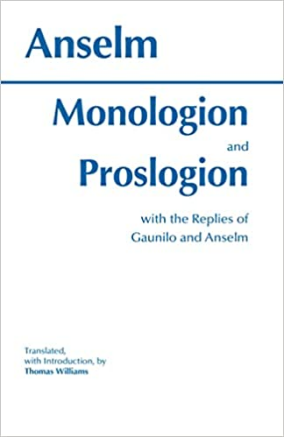 Anselm
Monologion
and
Proslogion
with the Replies of
Gaunilo and Anselm
Translated,
with Introduction, by
Thomas Williams